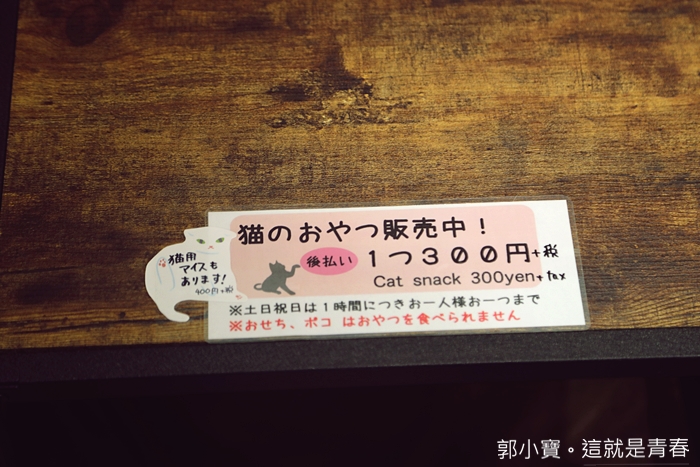 猫のおやつ販売中！
後払い 1つ300円+税
Cat snack 300yen+tax
※土日祝日は1時間につきお一人様お一つまで
※おせち、ポコ はおやつを食べられません
猫用
アイスも
あります!
400円+税
郭小寶。這就是青春